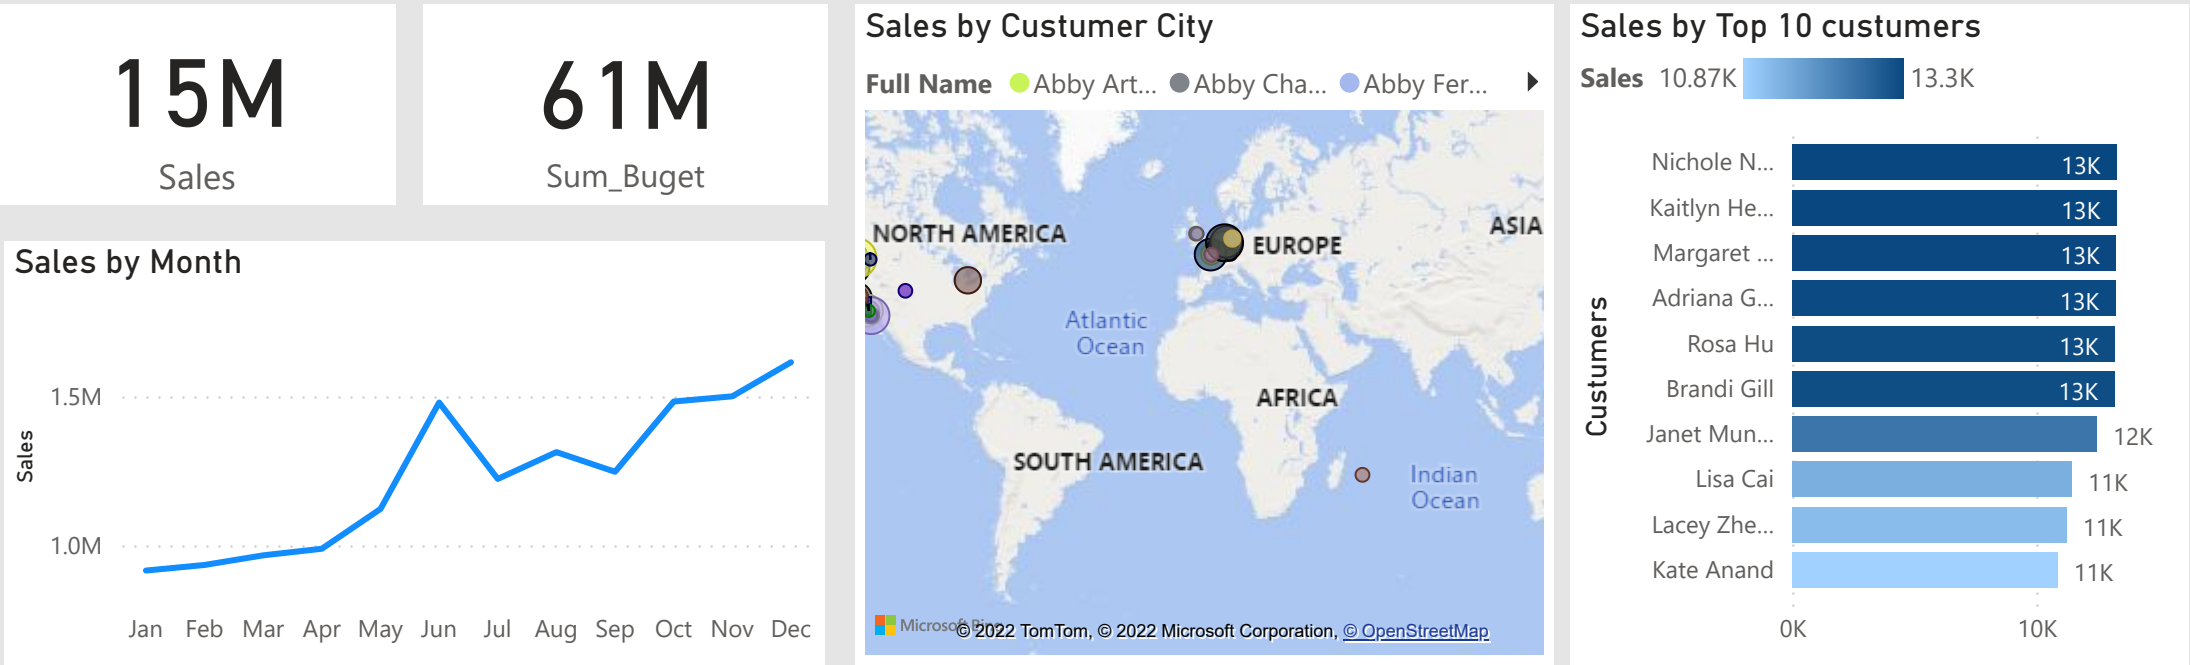 15M
Sales
61M
Sum_Buget
Sales by Month
Sales
1.5M
1.0M
Jan Feb Mar Apr May Jun Jul Aug Sep Oct Nov Dec
Sales by Custumer City
Full Name Abby Art... Abby Cha... Abby Fer...
NORTH AMERICA
EUROPE
ASIA
Atlantic
Ocean
AFRICA
SOUTH AMERICA
Indian
Ocean
Microsoft Bing
© 2022 TomTom, © 2022 Microsoft Corporation, © OpenStreetMap
Sales by Top 10 custumers
Sales 10.87K 13.3K
Custumers
Nichole N... 13K
Kaitlyn He... 13K
Margaret ... 13K
Adriana G... 13K
Rosa Hu 13K
Brandi Gill 13K
Janet Mun... 12K
Lisa Cai 11K
Lacey Zhe... 11K
Kate Anand 11K
0K 10K